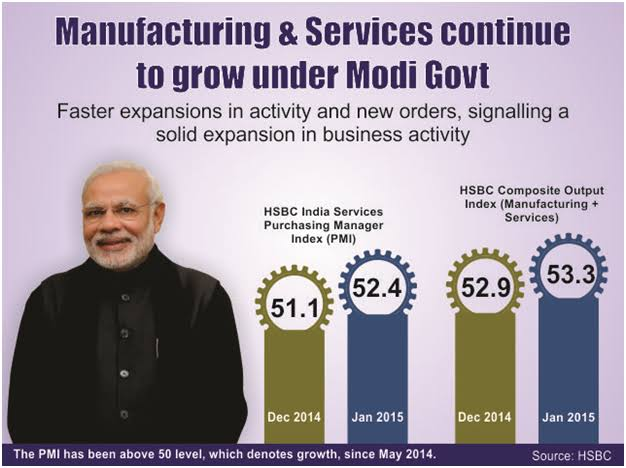 Manufacturing & Services continue
to grow under Modi Govt
Faster expansions in activity and new orders, signalling a
solid expansion in business activity
HSBC India Services
Purchasing Manager
Index (PMI)
HSBC Composite Output
Index (Manufacturing +
Services)
51.1
52.4
52.9
53.3
Dec 2014
Jan 2015
Dec 2014
Jan 2015
The PMI has been above 50 level, which denotes growth, since May 2014.
Source: HSBC